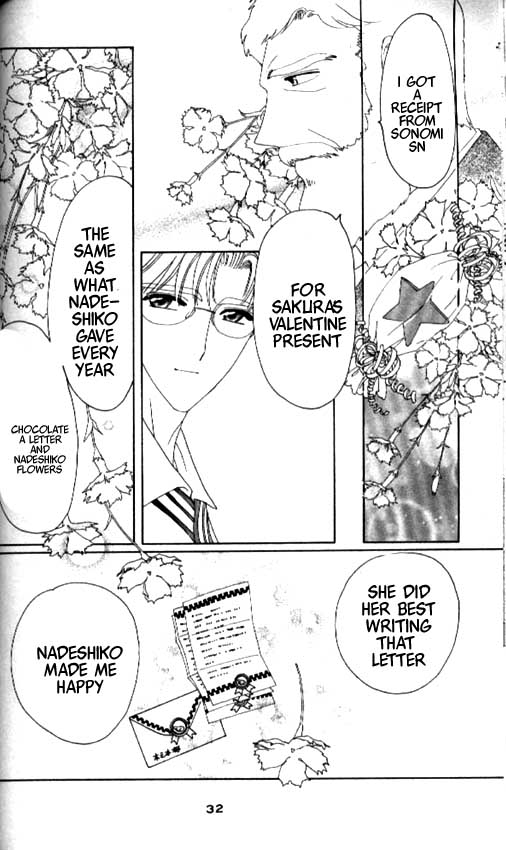 I GOT
A
RECEIPT
FROM
SONOMI
SN
FOR
SAKURAS
VALENTINE
PRESENT
THE
SAME
AS
WHAT
NADE-
SHIKO
GAVE
EVERY
YEAR
CHOCOLATE
A LETTER
AND
NADESHIKO
FLOWERS
SHE DID
HER BEST
WRITING
THAT
LETTER
NADESHIKO
MADE ME
HAPPY
32